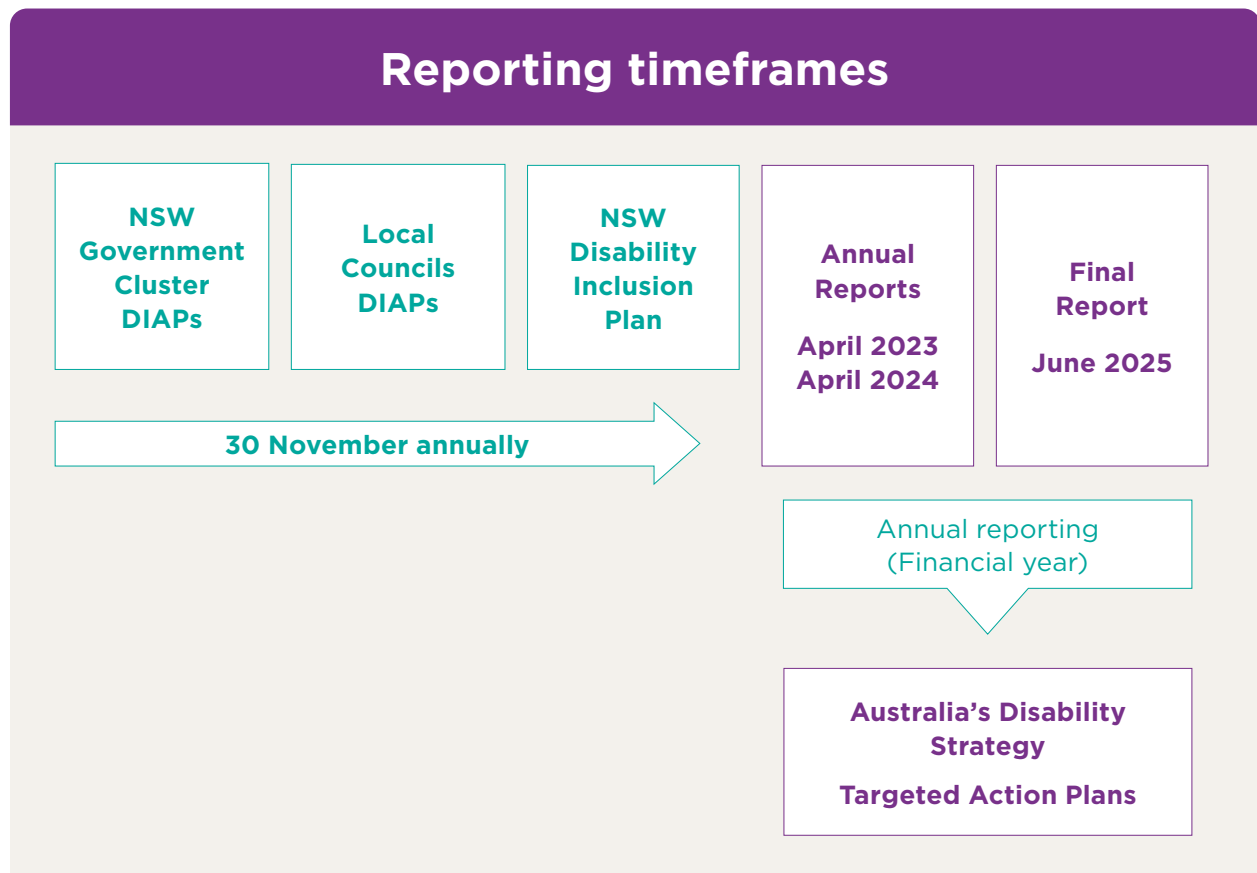 Reporting timeframes
NSW
Government
Cluster
DIAPs
Local
Councils
DIAPs
NSW
Disability
Inclusion
Plan
Annual
Reports
April 2023
April 2024
Final
Report
June 2025
30 November annually
Annual reporting
(Financial year)
Australia’s Disability
Strategy
Targeted Action Plans